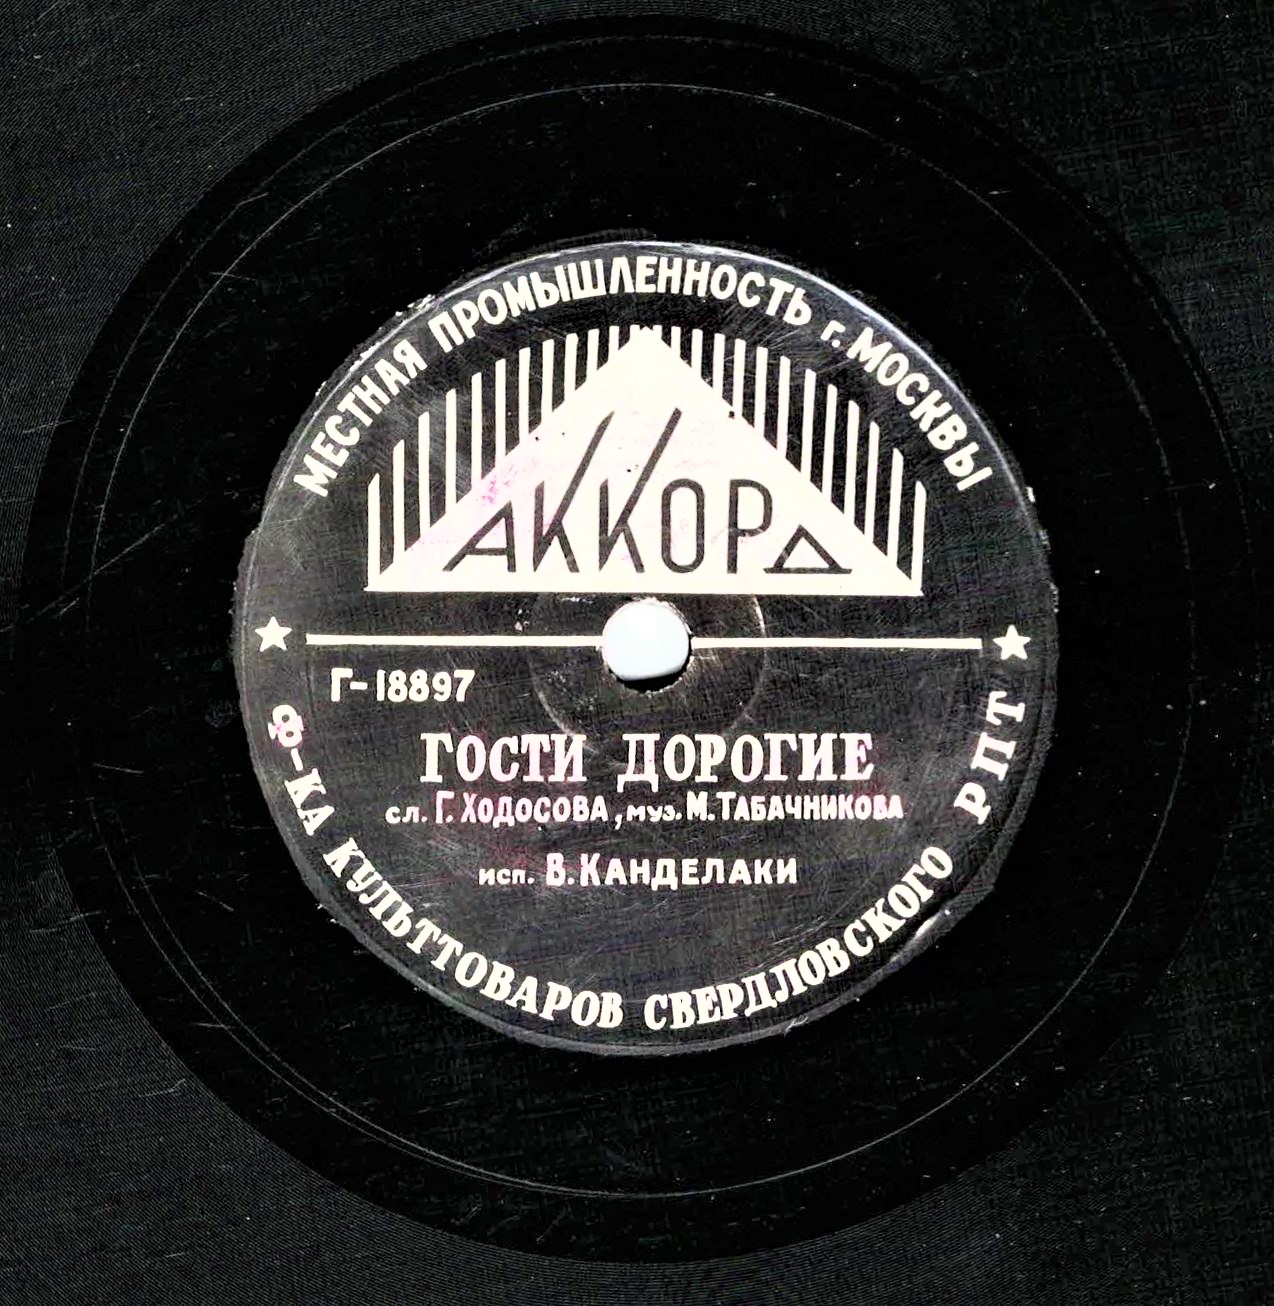 МЕСТНАЯ ПРОМЫШЛЕННОСТЬ г. МОСКВЫ
АККОРД
Г-18897
ГОСТИ ДОРОГИЕ
сл. Г. ХОДОСОВА, муз. М. ТАБАЧНИКОВА
исп. В. КАНДЕЛАКИ
Ф-КА КУЛЬТТОВАРОВ СВЕРДЛОВСКОГО РПТ